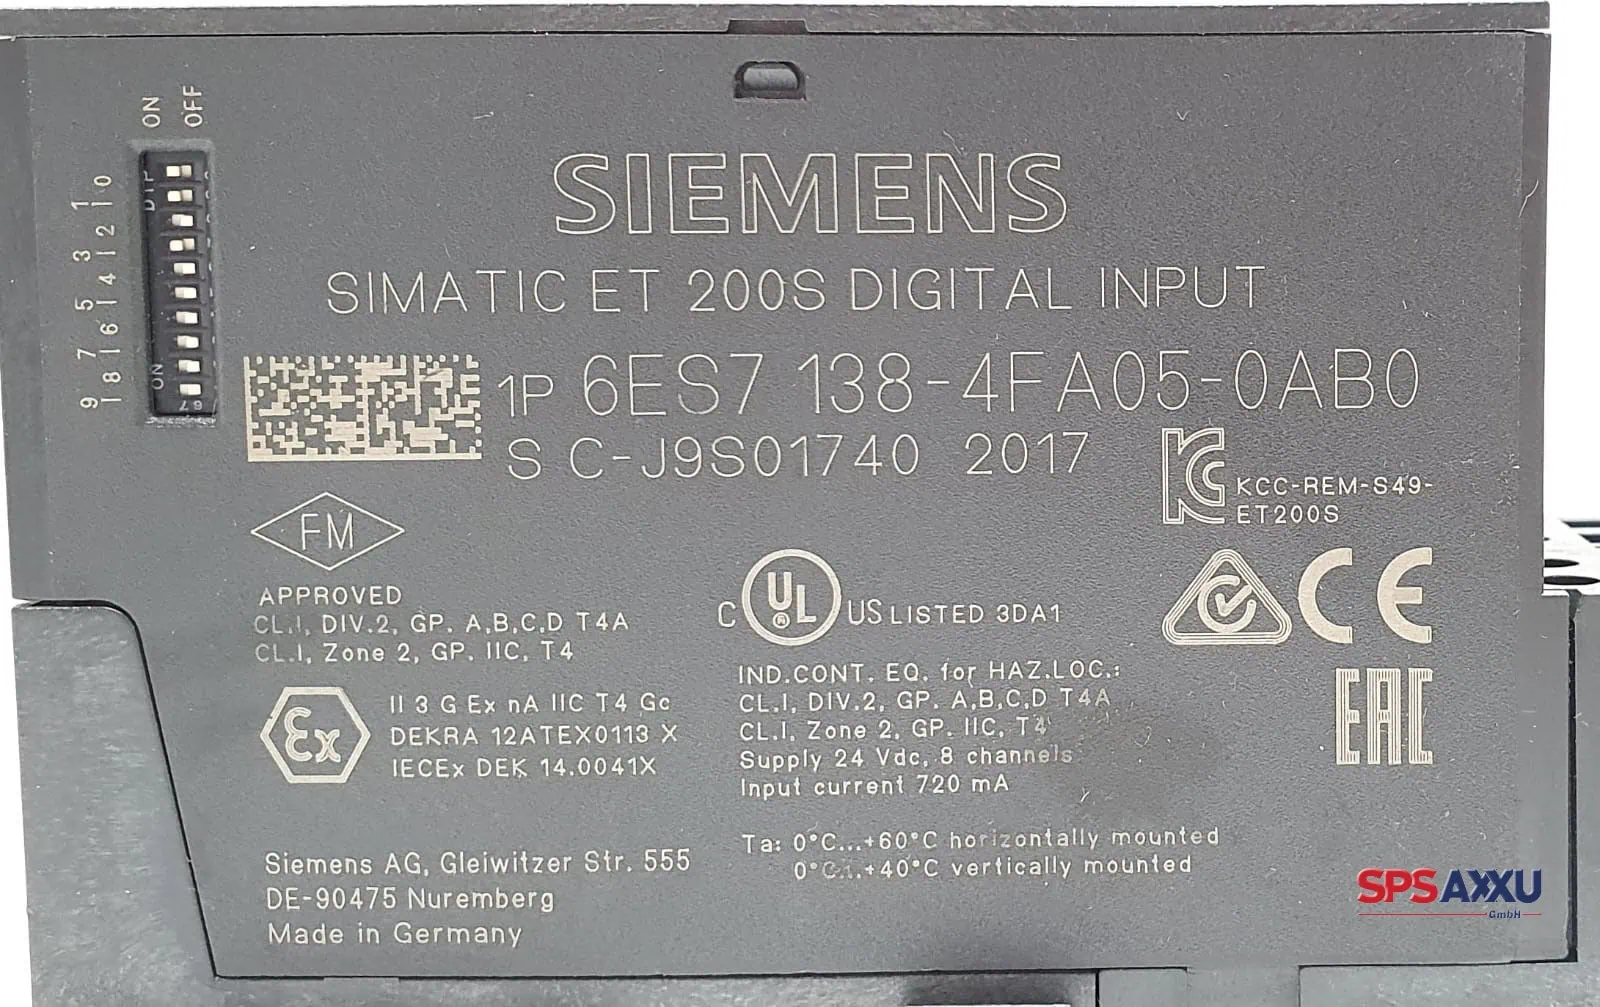 ON OFF
DIP
0
1
2
3
4
5
6
7
8
9
ON
SIEMENS
SIMATIC ET 200S DIGITAL INPUT
1P 6ES7 138-4FA05-0AB0
S C-J9S01740 2017
KCC-REM-S49-
ET200S
FM
APPROVED
CL.I, DIV.2, GP. A,B,C,D T4A
CL.I, Zone 2, GP. IIC, T4
Ex
II 3 G Ex nA IIC T4 Gc
DEKRA 12ATEX0113 X
IECEx DEK 14.0041X
C UL ® US LISTED 3DA1
IND.CONT. EQ. for HAZ.LOC.:
CL.I, DIV.2, GP. A,B,C,D T4A
CL.I, Zone 2, GP. IIC, T4
Supply 24 Vdc, 8 channels
Input current 720 mA
CE
EAC
Ta: 0°C...+60°C horizontally mounted
0°C...+40°C vertically mounted
Siemens AG, Gleiwitzer Str. 555
DE-90475 Nuremberg
Made in Germany
SPSAXXU
GmbH